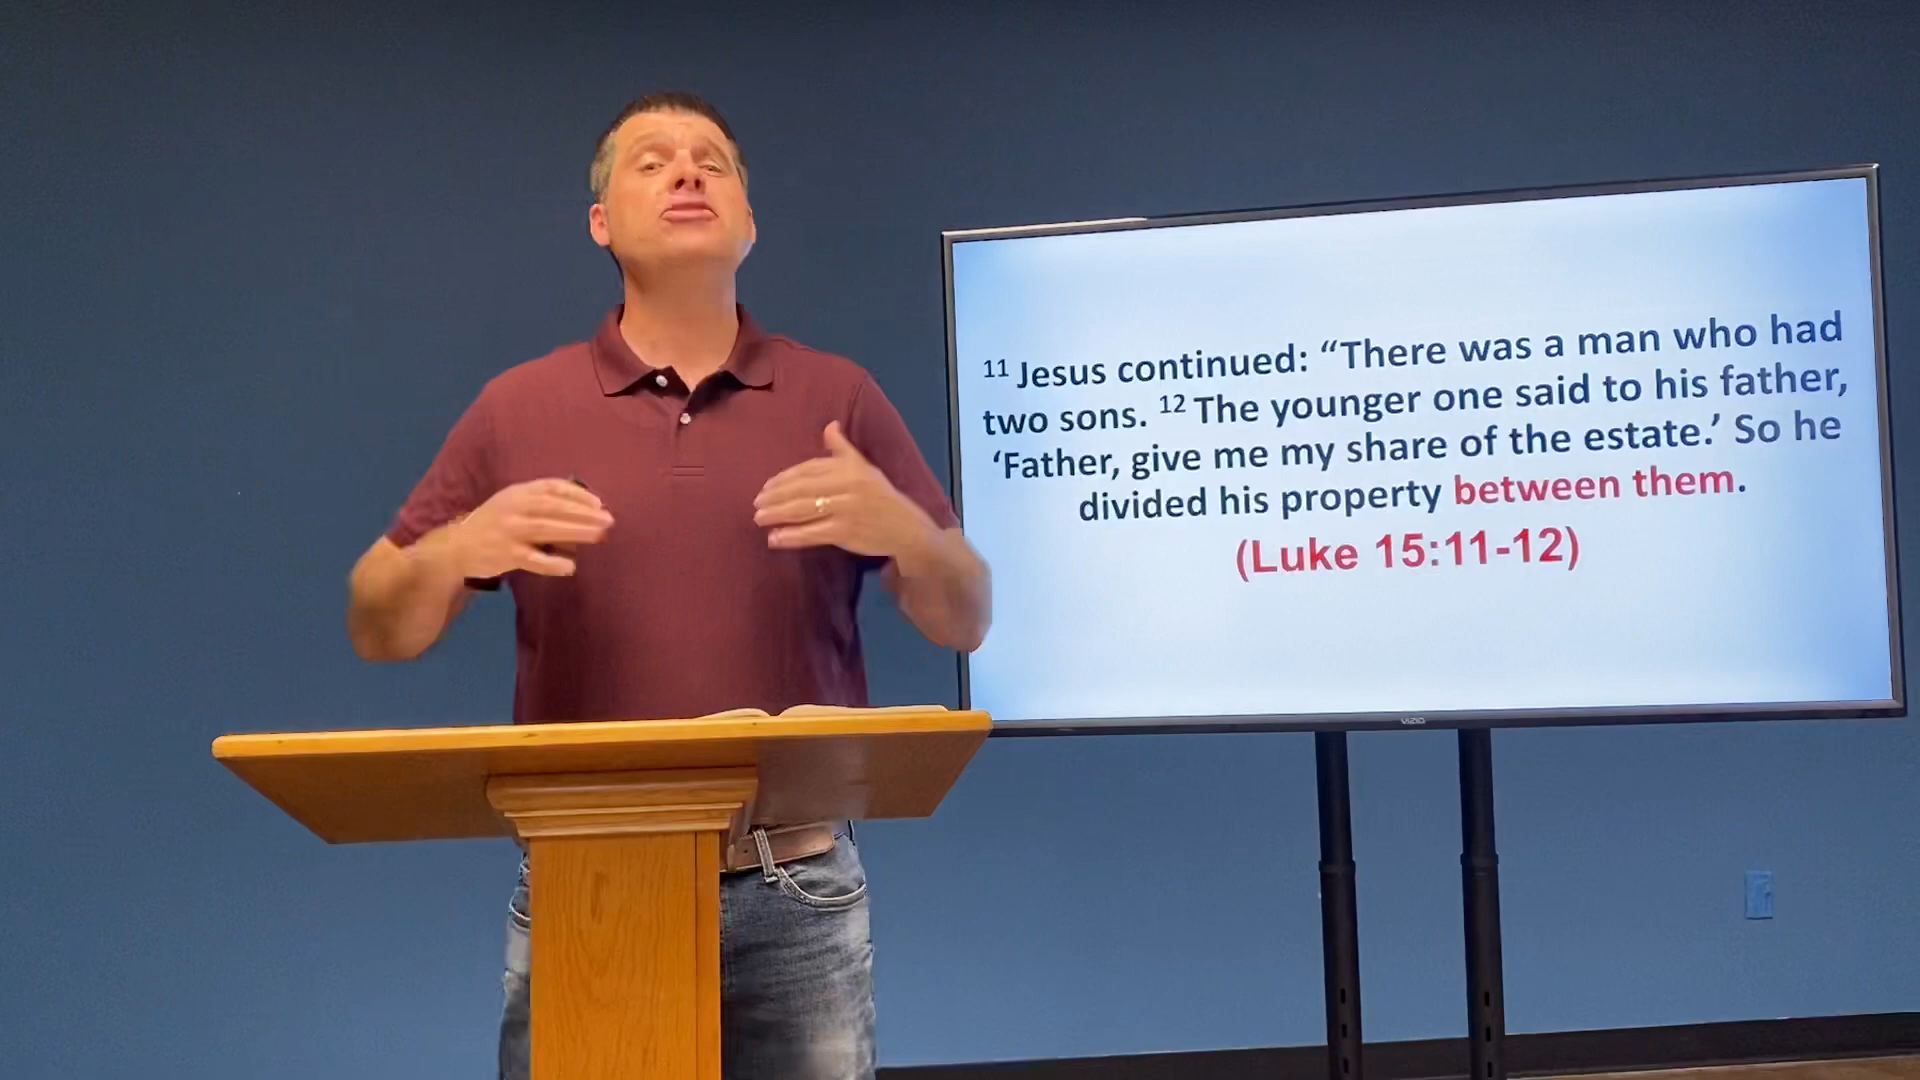 11 Jesus continued: “There was a man who had
two sons. 12 The younger one said to his father,
‘Father, give me my share of the estate.’ So he
divided his property between them.
(Luke 15:11-12)
VIZIO